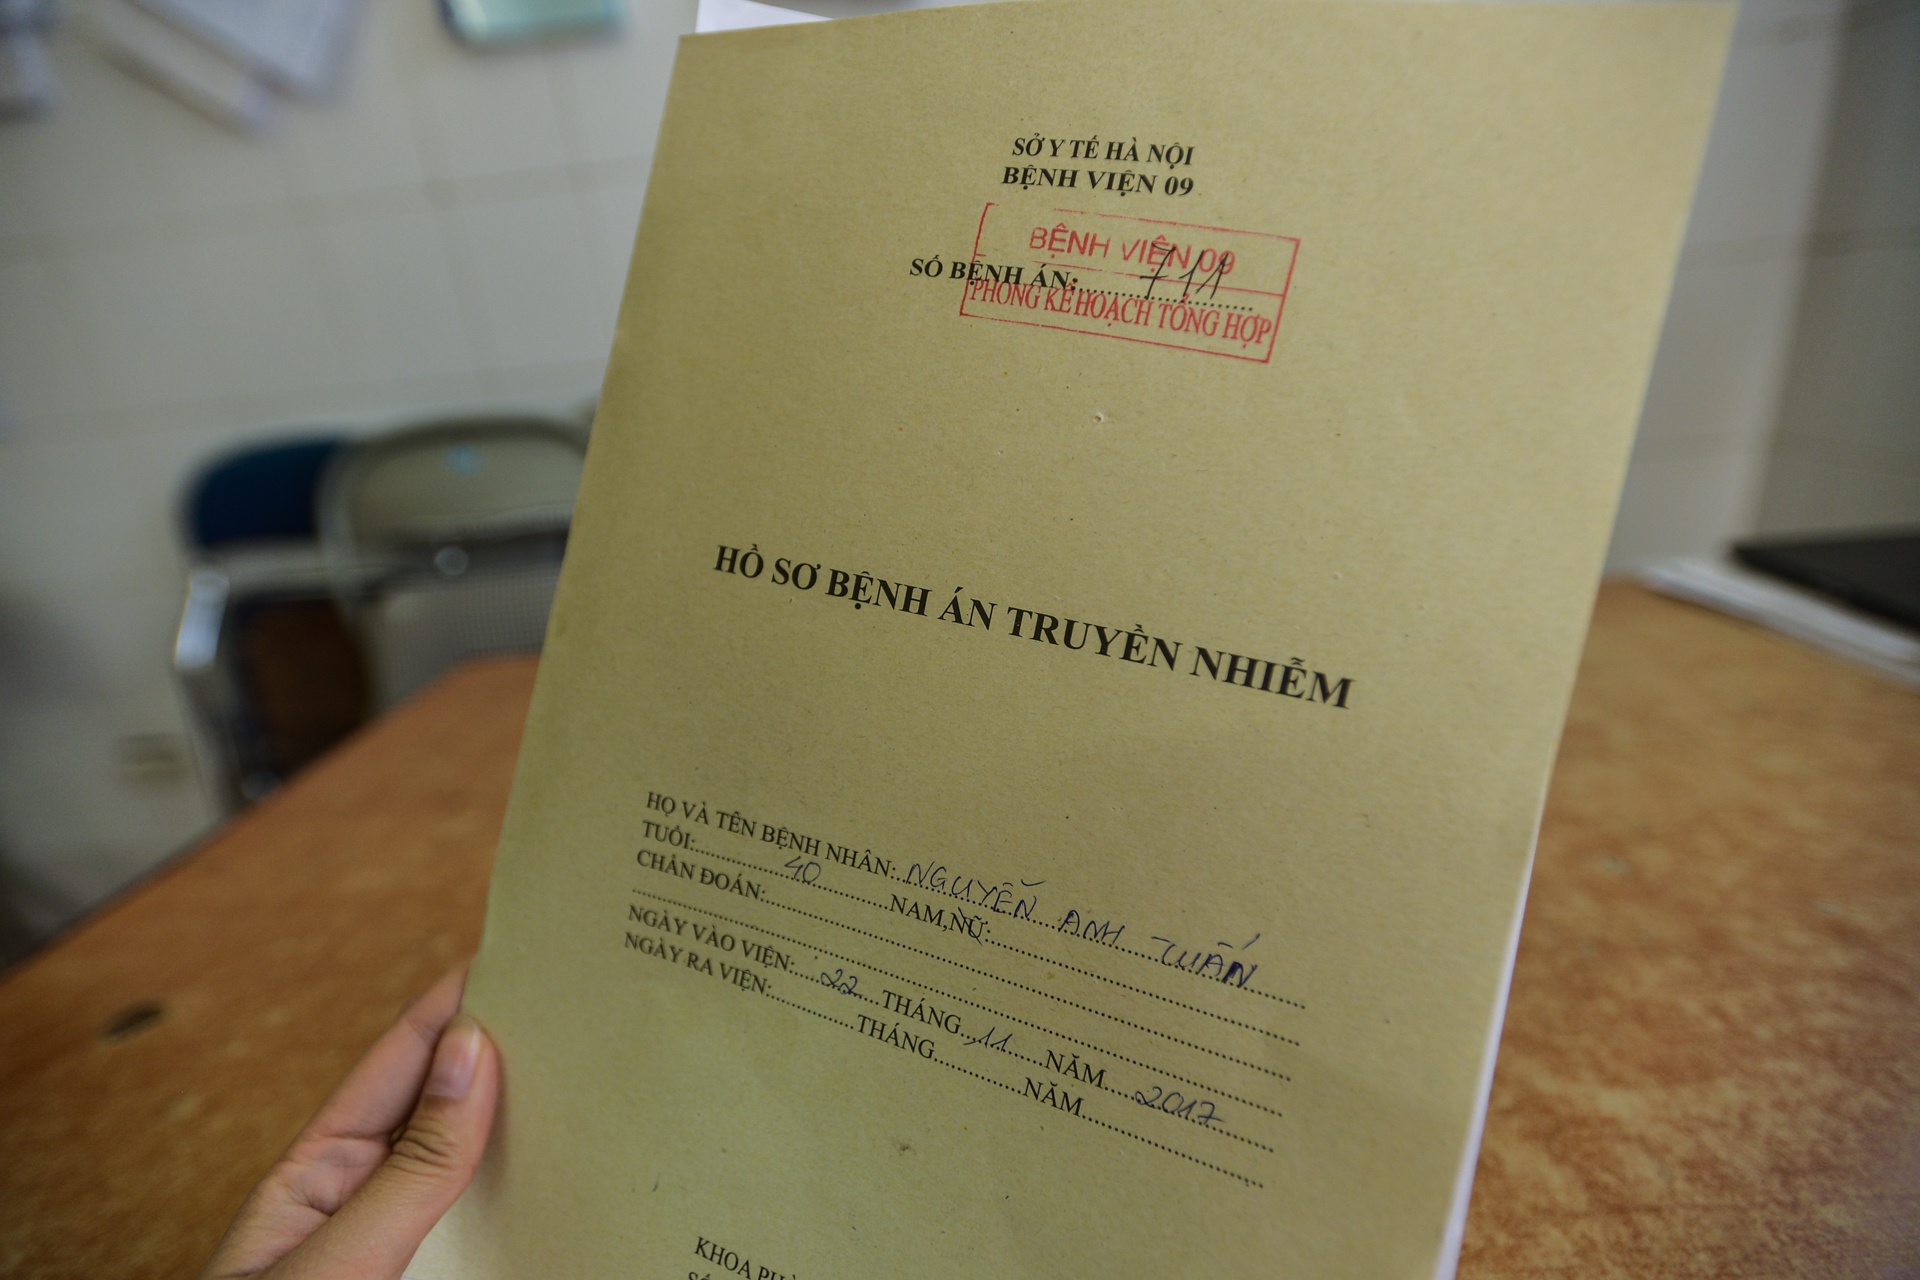 SỞ Y TẾ HÀ NỘI
BỆNH VIỆN 09
BỆNH VIỆN 09
SỐ BỆNH ÁN:............711......
PHÒNG KẾ HOẠCH TỔNG HỢP
HỒ SƠ BỆNH ÁN TRUYỀN NHIỄM
HỌ VÀ TÊN BỆNH NHÂN: NGUYỄN ANH TUẤN
TUỔI: 40 NAM, NỮ:
CHẨN ĐOÁN:
NGÀY VÀO VIỆN: 22 THÁNG 11 NĂM 2017
NGÀY RA VIỆN: THÁNG NĂM
KHOA